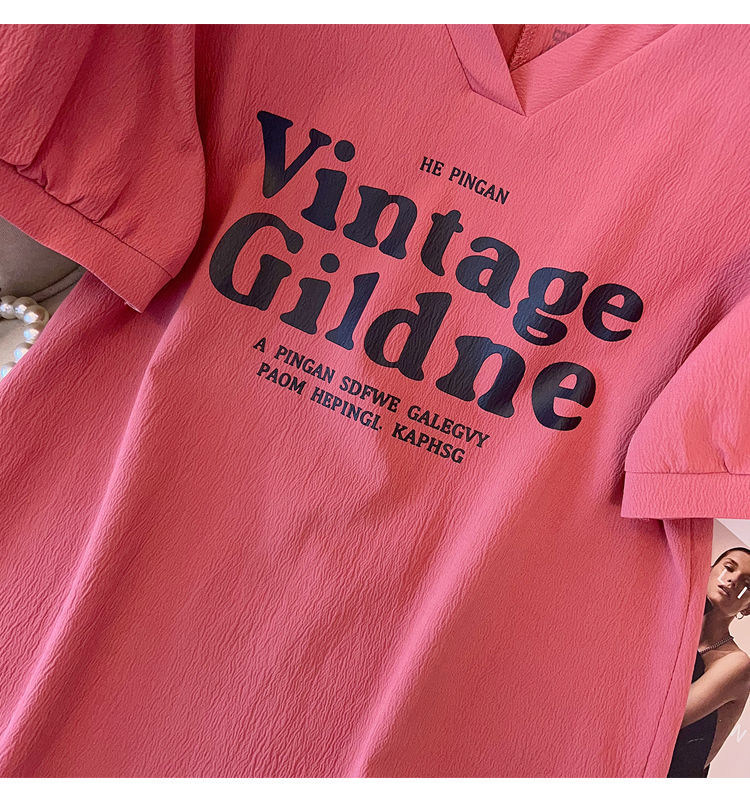 HE PINGAN
Vintage
Gildne
A PINGAN SDFWE GALEGVY
PAOM HEPINGL KAPHSG